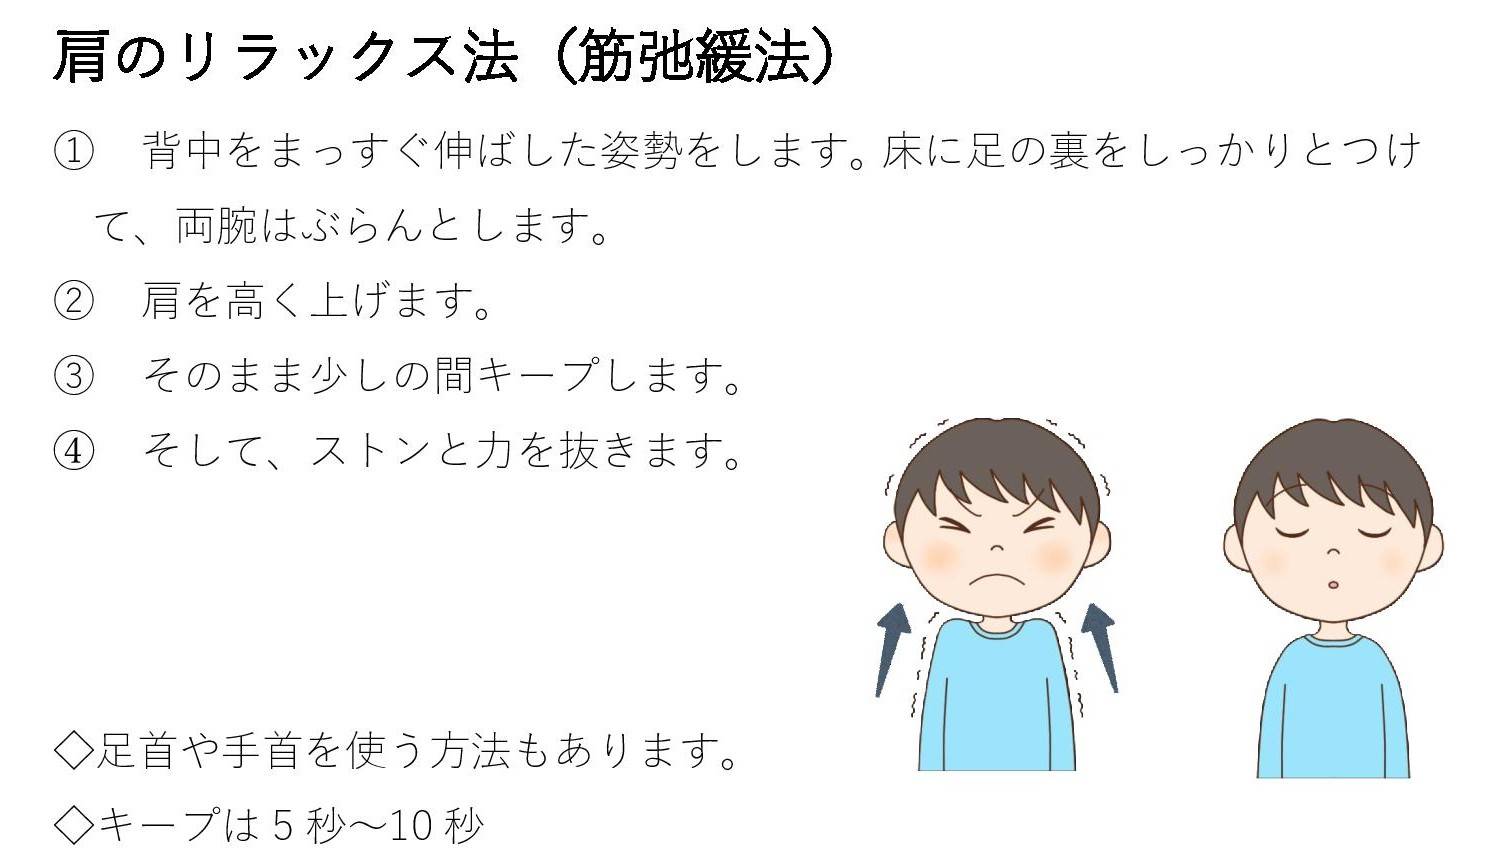 肩のリラックス法（筋弛緩法）
①　背中をまっすぐ伸ばした姿勢をします。床に足の裏をしっかりとつけ
て、両腕はぶらんとします。
②　肩を高く上げます。
③　そのまま少しの間キープします。
④　そして、ストンと力を抜きます。
◇足首や手首を使う方法もあります。
◇キープは 5 秒～10 秒